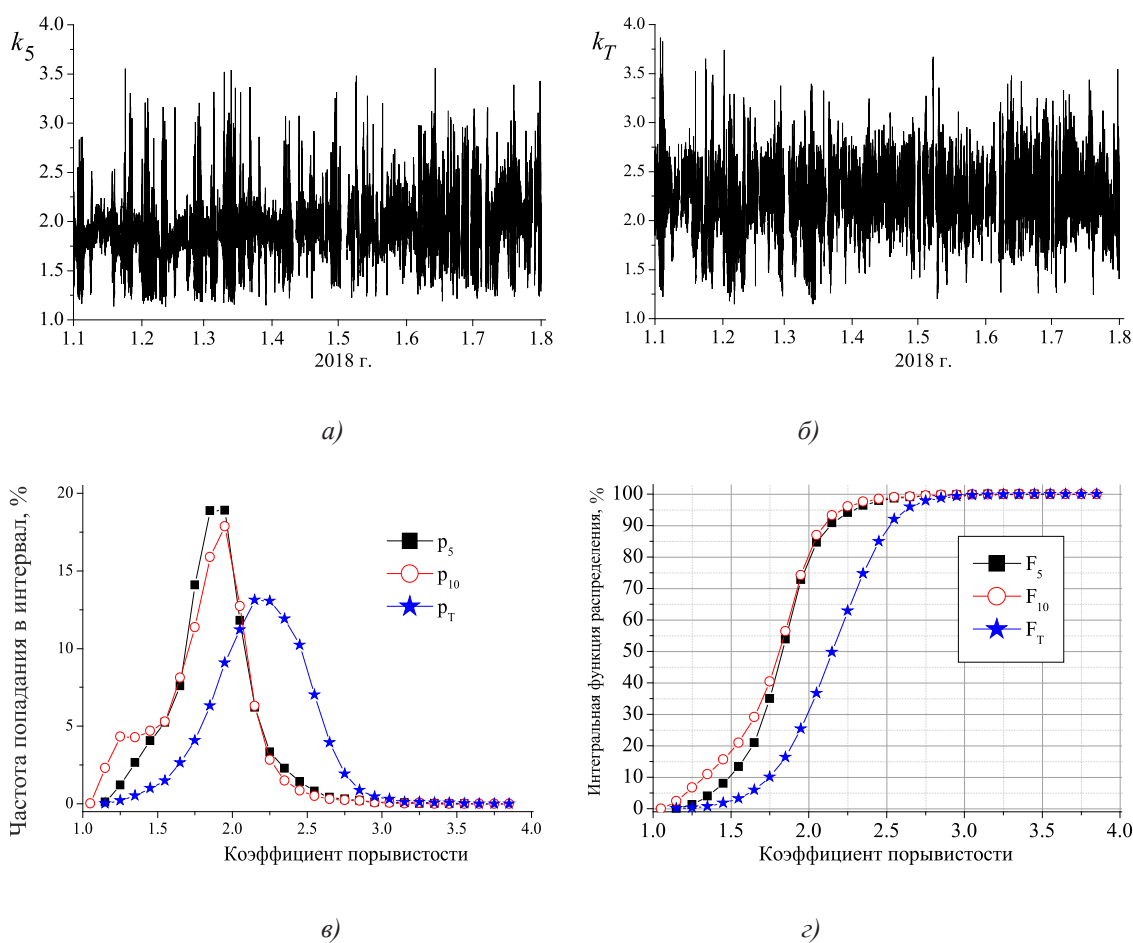 k5
4.0
3.5
3.0
2.5
2.0
1.5
1.0
1.1 1.2 1.3 1.4 1.5 1.6 1.7 1.8
2018 г.
а)
kT
4.0
3.5
3.0
2.5
2.0
1.5
1.0
1.1 1.2 1.3 1.4 1.5 1.6 1.7 1.8
2018 г.
б)
Частота попадания в интервал, %
20
15
10
5
0
p5
p10
pT
1.0 1.5 2.0 2.5 3.0 3.5 4.0
Коэффициент порывистости
в)
Интегральная функция распределения, %
100
90
80
70
60
50
40
30
20
10
0
F5
F10
FT
1.0 1.5 2.0 2.5 3.0 3.5 4.0
Коэффициент порывистости
г)